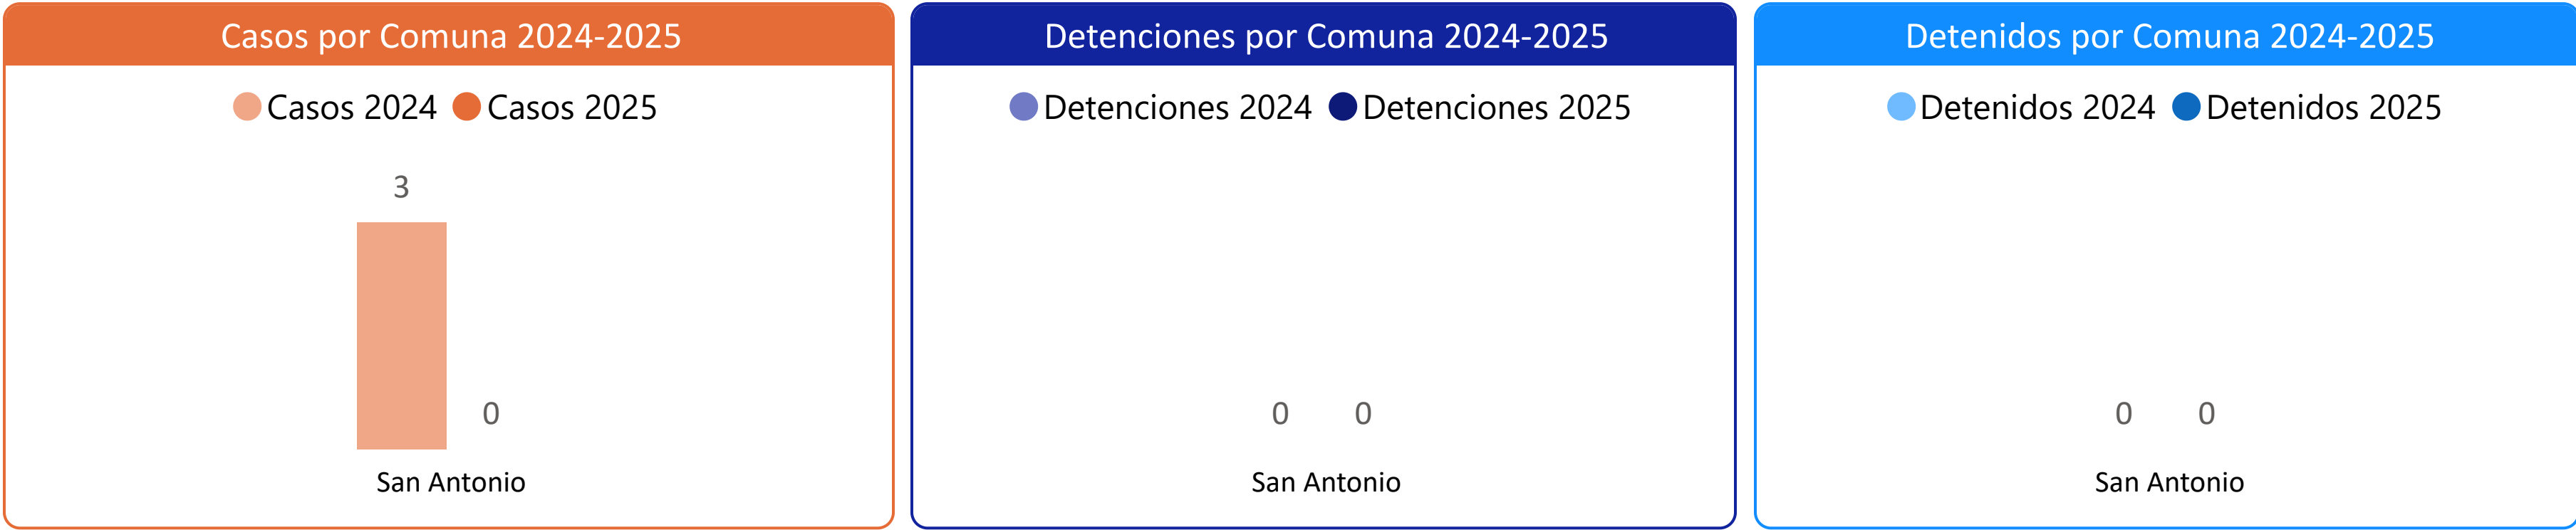 Casos por Comuna 2024-2025
Casos 2024 Casos 2025
3
0
San Antonio
Detenciones por Comuna 2024-2025
Detenciones 2024 Detenciones 2025
0 0
San Antonio
Detenidos por Comuna 2024-2025
Detenidos 2024 Detenidos 2025
0 0
San Antonio